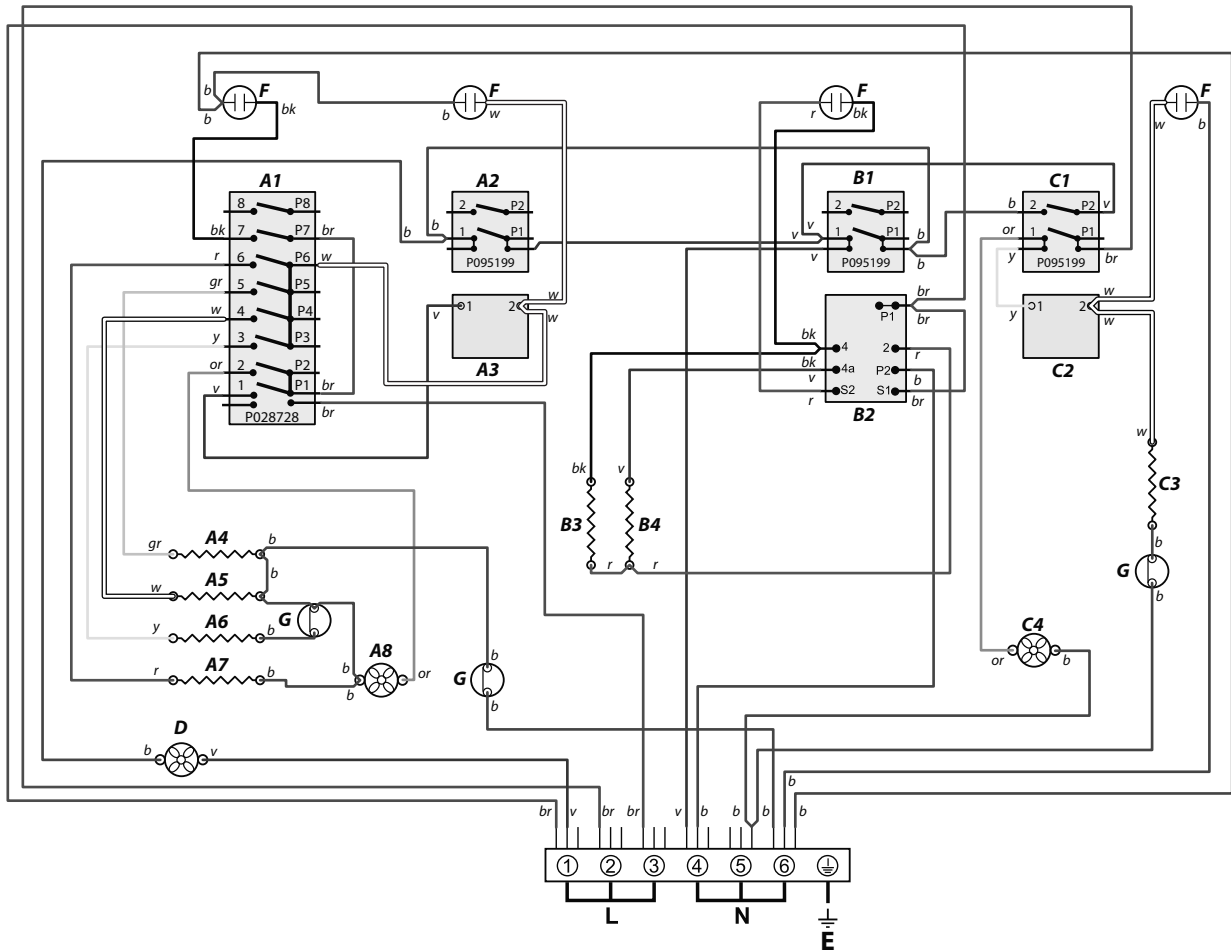 F F F F
b b bk b w r bk w b
A1 A2 B1 C1
8 P8
bk 7 P7 br
r 6 P6 w
gr 5 P5
w 4 P4
y 3 P3
or 2 P2
v 1 P1 br
br
P028728
2 P2
b b 1 P1
P095199
2 P2
v v 1 P1 b b
P095199
b 2 P2 v
or 1 P1
y br
P095199
v 1 2 w w
A3
P1 br br
bk 4 2 r
bk 4a P2 b
v
r S2 S1 br
B2
y 1 2 w w
C2
bk v w
B3 B4 C3
r r b
gr A4 b
b
w A5
G
y A6 b
r A7 b b b A8 or
b
G
b
G
b
C4
or b
D
b v
br v br br v b b b b b
1 2 3 4 5 6
L N E